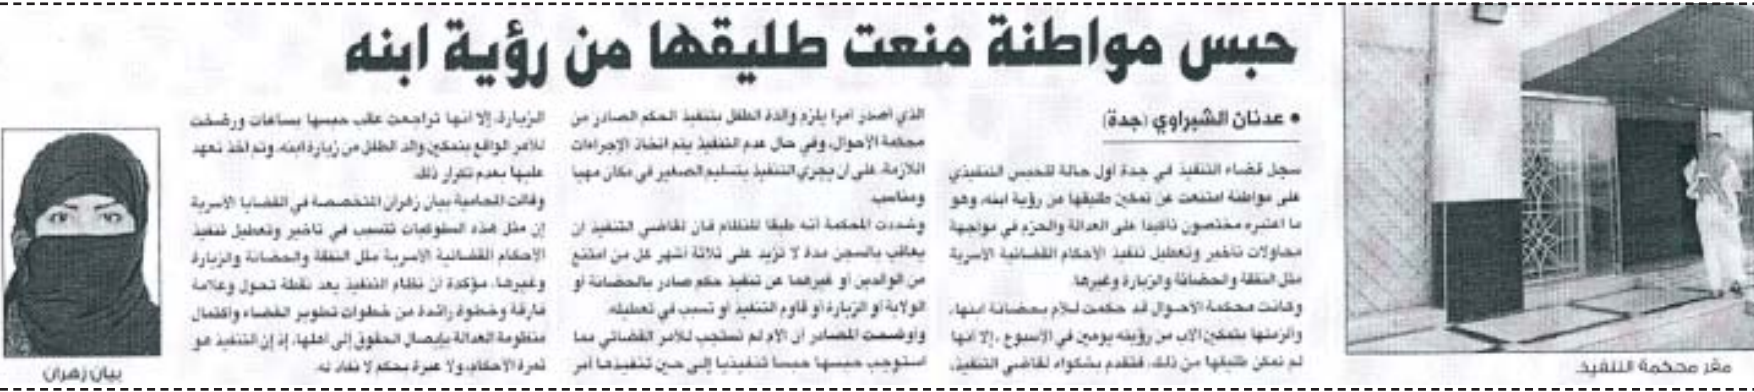 حبس مواطنة منعت طليقها من رؤية ابنه
• عدنان الشبراوي (جدة)
سجل قضاء التنفيذ في جدة أول حالة للحبس التنفيذي
على مواطنة امتنعت عن تمكين طليقها من رؤية ابنه، وهو
ما اعتبره مختصون تأكيدا على العدالة والحزم في مواجهة
محاولات تأخير وتعطيل تنفيذ الأحكام القضائية الأسرية
مثل النفقة والحضانة والزيارة وغيرها.
وكانت محكمة الأحوال قد حكمت للأم بحضانة ابنها،
وألزمتها بتمكين الأب من رؤيته يومين في الأسبوع، إلا أنها
لم تمكن طليقها من ذلك، فتقدم بشكواه لقاضي التنفيذ،
الذي أصدر أمرا يلزم والدة الطفل بتنفيذ الحكم الصادر من
محكمة الأحوال، وفي حال عدم التنفيذ يتم اتخاذ الإجراءات
اللازمة، على أن يجري التنفيذ بتسليم الصغير في مكان مهيأ
ومناسب.
وشددت المحكمة أنه طبقا للنظام فإن لقاضي التنفيذ أن
يعاقب بالسجن مدة لا تزيد على ثلاثة أشهر كل من امتنع
من الوالدين أو غيرهما عن تنفيذ حكم صادر بالحضانة أو
الولاية أو الزيارة أو قاوم التنفيذ أو تسبب في تعطيله.
وأوضحت المصادر أن الأم لم تستجب للأمر القضائي مما
استوجب حبسها حبسا تنفيذيا إلى حين تنفيذها أمر
الزيارة، إلا أنها تراجعت عقب حبسها بساعات ورضخت
للأمر الواقع بتمكين والد الطفل من زيارة ابنه، وتم أخذ تعهد
عليها بعدم تكرار ذلك.
وقالت المحامية بيان زهران المتخصصة في القضايا الأسرية
إن مثل هذه السلوكيات تتسبب في تأخير وتعطيل تنفيذ
الأحكام القضائية الأسرية مثل النفقة والحضانة والزيارة
وغيرها، مؤكدة أن نظام التنفيذ يعد نقطة تحول وعلامة
فارقة وخطوة رائدة من خطوات تطوير القضاء واكتمال
منظومة العدالة بإيصال الحقوق إلى أهلها، إذ إن التنفيذ هو
ثمرة الأحكام، ولا عبرة بحكم لا نفاذ له.
مقر محكمة التنفيذ.
بيان زهران